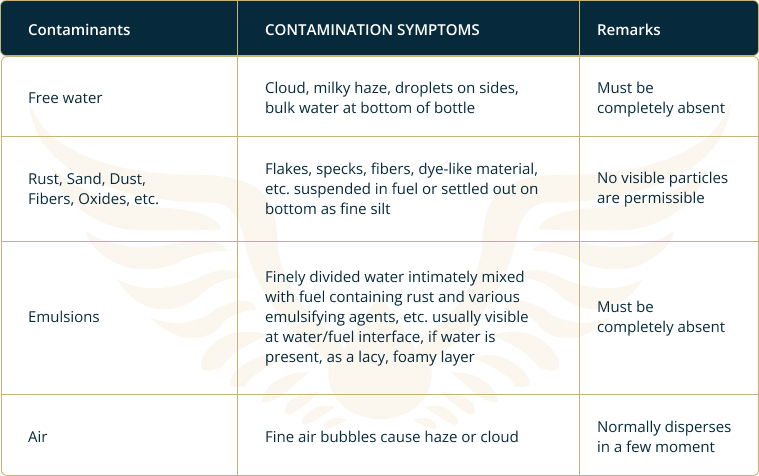 Contaminants
CONTAMINATION SYMPTOMS
Remarks
Free water
Cloud, milky haze, droplets on sides,
bulk water at bottom of bottle
Must be
completely absent
Rust, Sand, Dust,
Fibers, Oxides, etc.
Flakes, specks, fibers, dye-like material,
etc. suspended in fuel or settled out on
bottom as fine silt
No visible particles
are permissible
Emulsions
Finely divided water intimately mixed
with fuel containing rust and various
emulsifying agents, etc. usually visible
at water/fuel interface, if water is
present, as a lacy, foamy layer
Must be
completely absent
Air
Fine air bubbles cause haze or cloud
Normally disperses
in a few moment